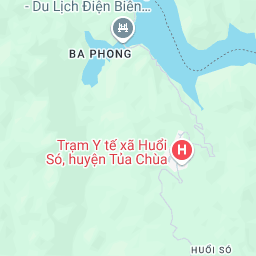 - Du Lịch Điện Biên...
BA PHONG
Trạm Y tế xã Huổi
Só, huyện Tủa Chùa
H
HUỔI SÓ